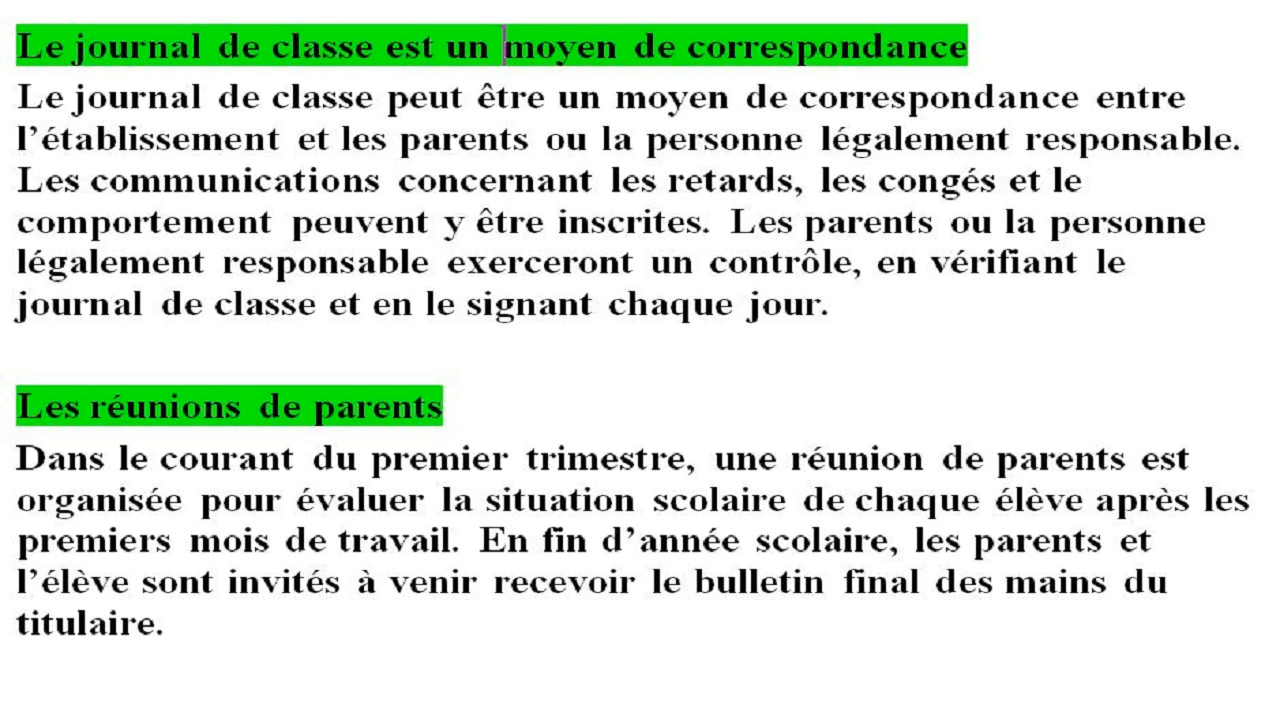 Le journal de classe est un moyen de correspondance
Le journal de classe peut être un moyen de correspondance entre
l’établissement et les parents ou la personne légalement responsable.
Les communications concernant les retards, les congés et le
comportement peuvent y être inscrites. Les parents ou la personne
légalement responsable exerceront un contrôle, en vérifiant le
journal de classe et en le signant chaque jour.
Les réunions de parents
Dans le courant du premier trimestre, une réunion de parents est
organisée pour évaluer la situation scolaire de chaque élève après les
premiers mois de travail. En fin d’année scolaire, les parents et
l’élève sont invités à venir recevoir le bulletin final des mains du
titulaire.